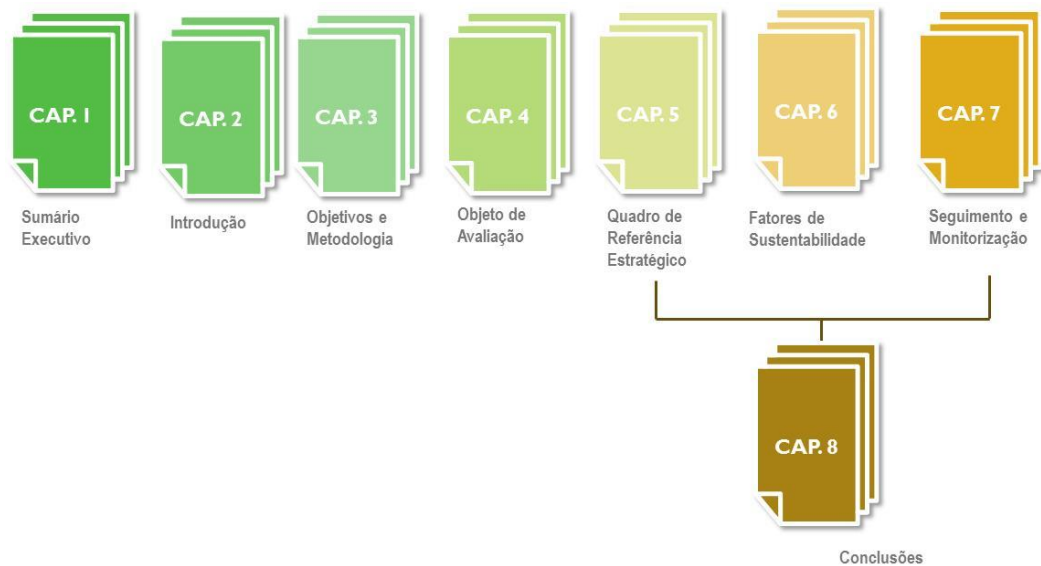 CAP. 1
CAP. 2
CAP. 3
CAP. 4
CAP. 5
CAP. 6
CAP. 7
Sumário
Executivo
Introdução
Objetivos e
Metodologia
Objeto de
Avaliação
Quadro de
Referência
Estratégico
Fatores de
Sustentabilidade
Seguimento e
Monitorização
CAP. 8
Conclusões